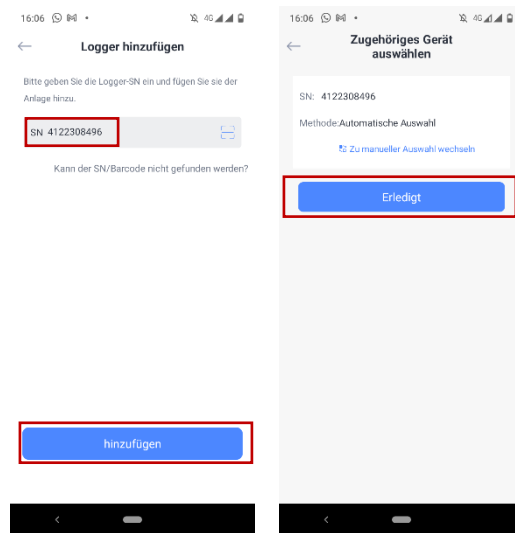 16:06
4G
Logger hinzufügen
Bitte geben Sie die Logger-SN ein und fügen Sie sie der
Anlage hinzu.
SN 4122308496
Kann der SN/Barcode nicht gefunden werden?
hinzufügen
16:06
4G
Zugehöriges Gerät
auswählen
SN: 4122308496
Methode:Automatische Auswahl
Zu manueller Auswahl wechseln
Erledigt